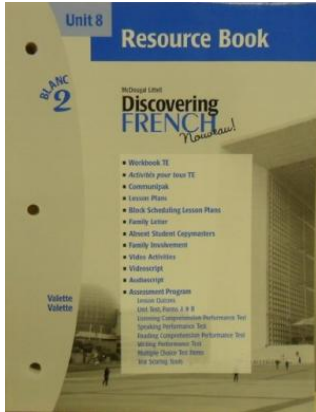 Unit 8
Resource Book
BLANC
2
McDougal Littell
Discovering
FRENCH
Nouveau!
• Workbook TE
• Activités pour tous TE
• Communipak
• Lesson Plans
• Block Scheduling Lesson Plans
• Family Letter
• Absent Student Copymasters
• Family Involvement
• Video Activities
• Videoscript
• Audioscript
• Assessment Program
Lesson Quizzes
Unit Test, Forms A & B
Listening Comprehension Performance Test
Speaking Performance Test
Reading Comprehension Performance Test
Writing Performance Test
Multiple Choice Test Items
Test Scoring Tools
Valette
Valette